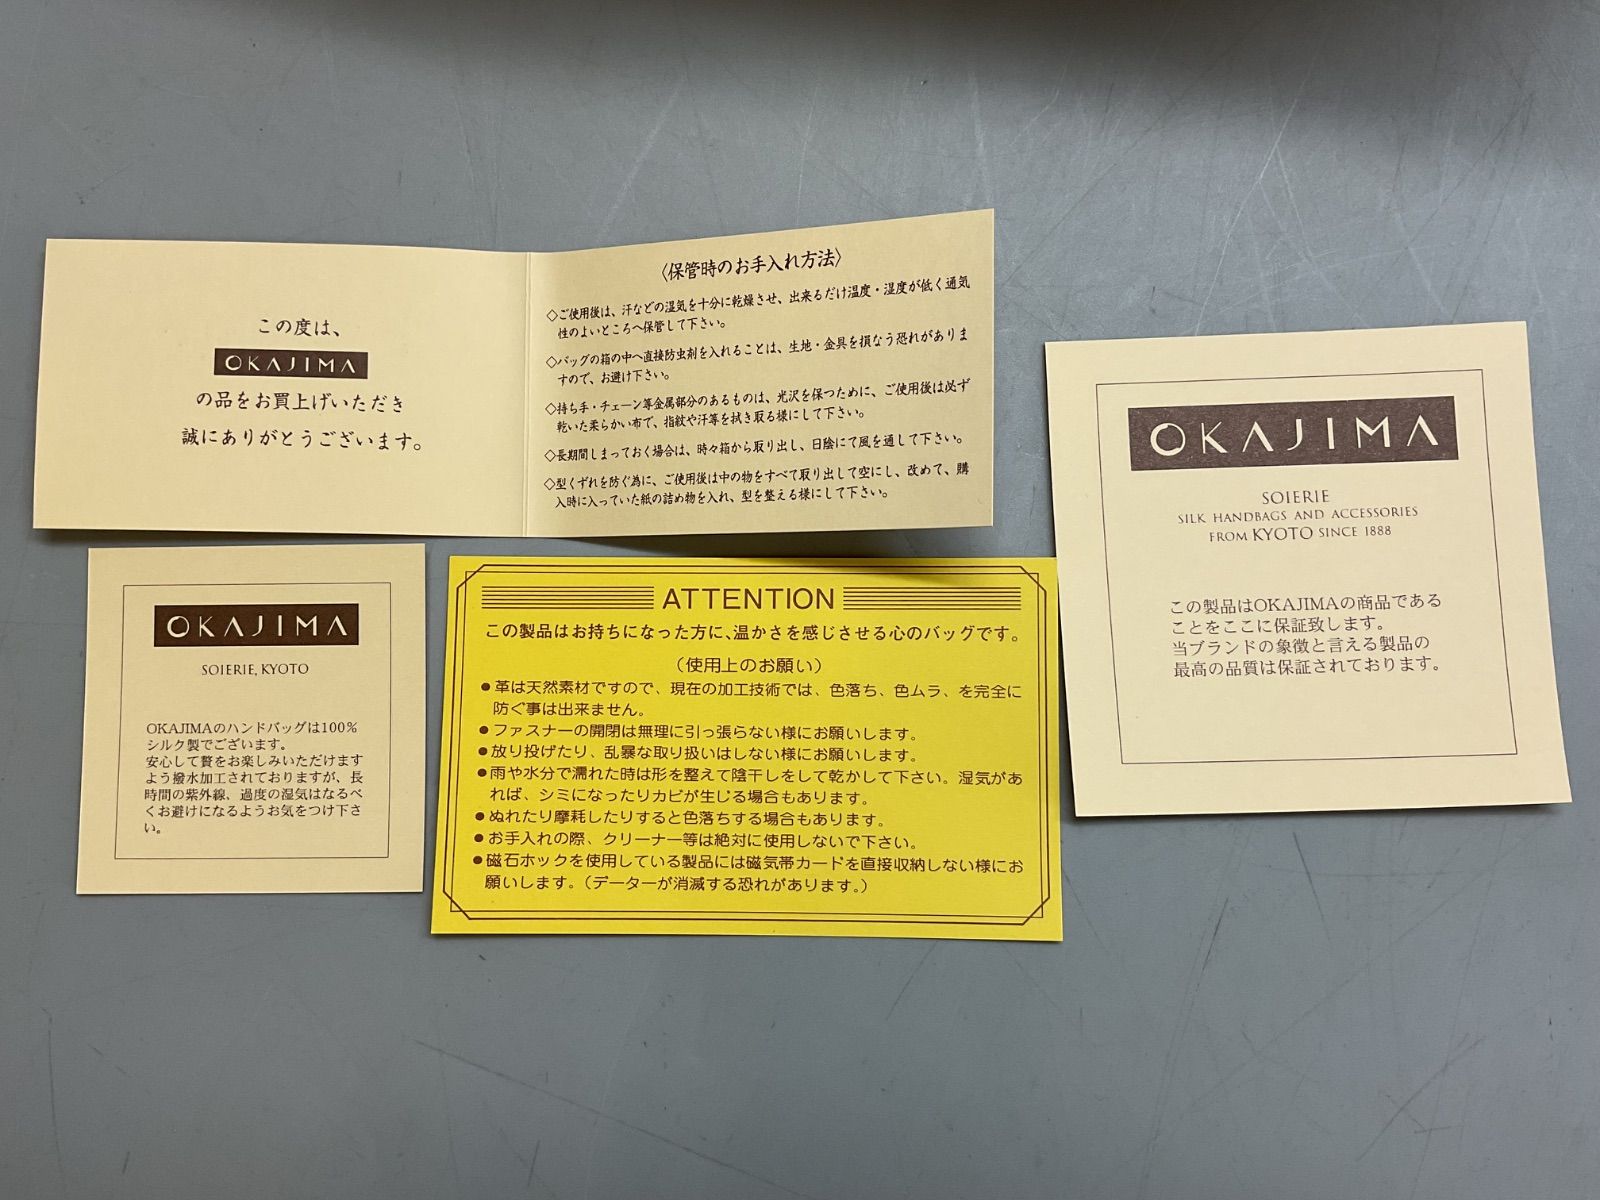 この度は、
OKAJIMA
の品をお買上げいただき
誠にありがとうございます。
〈保管時のお手入れ方法〉
◇ご使用後は、汗などの湿気を十分に乾燥させ、出来るだけ温度・湿度が低く通気
性のよいところへ保管して下さい。
◇バッグの箱の中へ直接防虫剤を入れることは、生地・金具を損なう恐れがありま
すので、お避け下さい。
◇持ち手・チェーン等金属部分のあるものは、光沢を保つために、ご使用後は必ず
乾いた柔らかい布で、指紋や汗等を拭き取る様にして下さい。
◇長期間しまっておく場合は、時々箱から取り出し、日陰にて風を通して下さい。
◇型くずれを防ぐ為に、ご使用後は中の物をすべて取り出して空にし、改めて、購
入時に入っていた紙の詰め物を入れ、型を整える様にして下さい。
OKAJIMA
SOIERIE, KYOTO
OKAJIMAのハンドバッグは100%
シルク製でございます。
安心して贅をお楽しみいただけます
よう撥水加工されておりますが、長
時間の紫外線、過度の湿気はなるべ
くお避けになるようお気をつけ下さ
い。
ATTENTION
この製品はお持ちになった方に、温かさを感じさせる心のバッグです。
（使用上のお願い）
●革は天然素材ですので、現在の加工技術では、色落ち、色ムラ、を完全に
防ぐ事は出来ません。
●ファスナーの開閉は無理に引っ張らない様にお願いします。
●放り投げたり、乱暴な取り扱いはしない様にお願いします。
●雨や水分で濡れた時は形を整えて陰干しをして乾かして下さい。湿気があ
れば、シミになったりカビが生じる場合もあります。
●ぬれたり摩耗したりすると色落ちする場合もあります。
●お手入れの際、クリーナー等は絶対に使用しないで下さい。
●磁石ホックを使用している製品には磁気帯カードを直接収納しない様にお
願いします。（データーが消滅する恐れがあります。）
OKAJIMA
SOIERIE
SILK HANDBAGS AND ACCESSORIES
FROM KYOTO SINCE 1888
この製品はOKAJIMAの商品である
ことをここに保証致します。
当ブランドの象徴と言える製品の
最高の品質は保証されております。